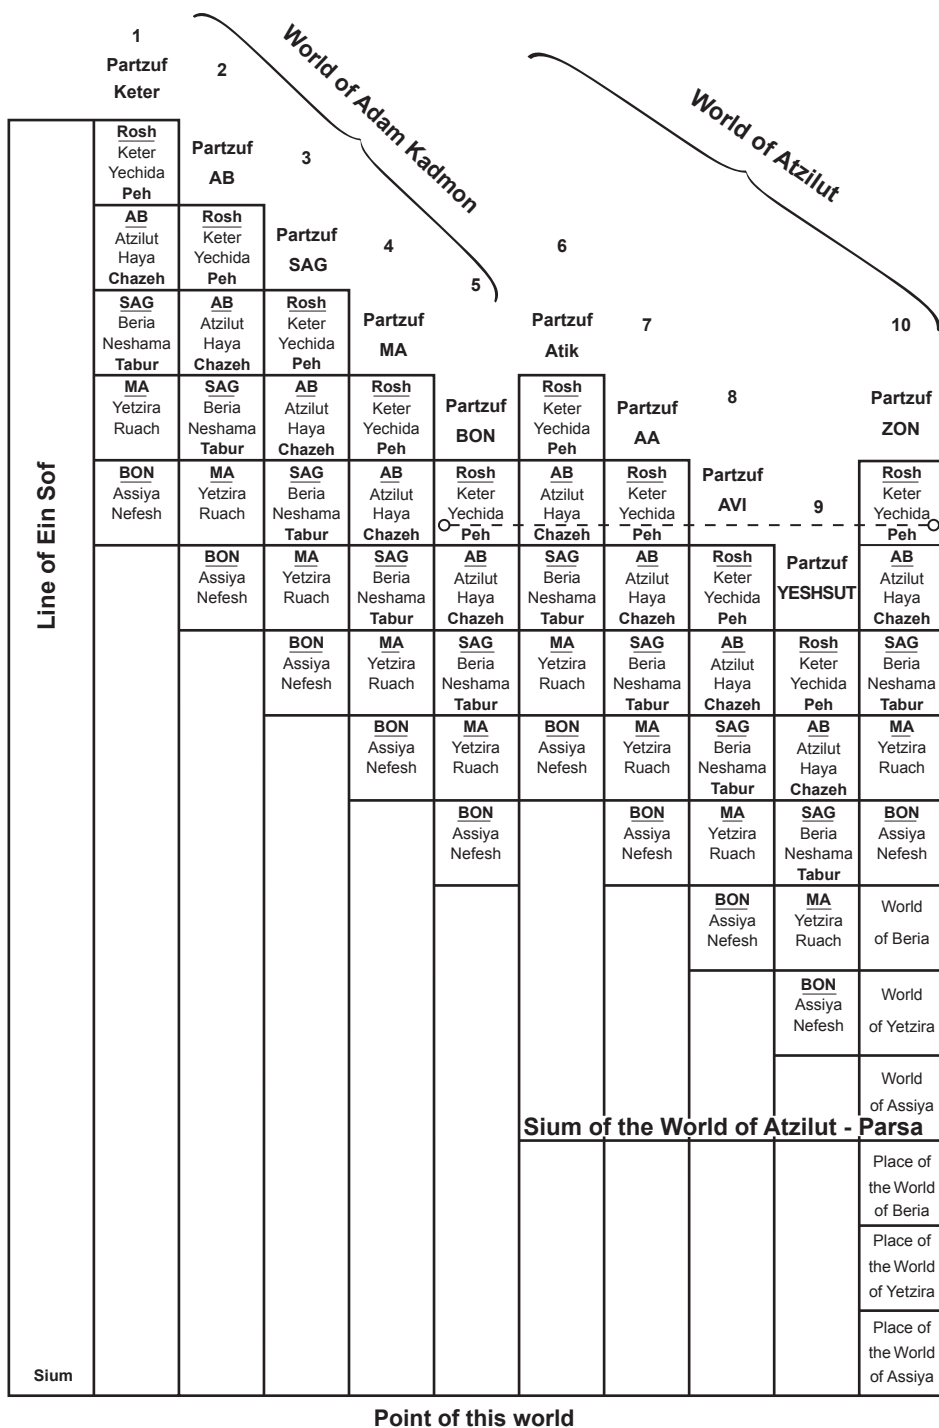 1
Partzuf
Keter
2
Partzuf
AB
3
Partzuf
SAG
4
Partzuf
MA
5
Partzuf
BON
6
Partzuf
Atik
7
Partzuf
AA
8
Partzuf
AVI
9
Partzuf
YESHSUT
10
Partzuf
ZON
World of Adam Kadmon
World of Atzilut
Line of Ein Sof
Sium
Rosh
Keter
Yechida
Peh
AB
Atzilut
Haya
Chazeh
SAG
Beria
Neshama
Tabur
MA
Yetzira
Ruach
BON
Assiya
Nefesh
Rosh
Keter
Yechida
Peh
AB
Atzilut
Haya
Chazeh
SAG
Beria
Neshama
Tabur
MA
Yetzira
Ruach
BON
Assiya
Nefesh
Rosh
Keter
Yechida
Peh
AB
Atzilut
Haya
Chazeh
SAG
Beria
Neshama
Tabur
MA
Yetzira
Ruach
BON
Assiya
Nefesh
Rosh
Keter
Yechida
Peh
AB
Atzilut
Haya
Chazeh
SAG
Beria
Neshama
Tabur
MA
Yetzira
Ruach
BON
Assiya
Nefesh
Rosh
Keter
Yechida
Peh
AB
Atzilut
Haya
Chazeh
SAG
Beria
Neshama
Tabur
MA
Yetzira
Ruach
BON
Assiya
Nefesh
Rosh
Keter
Yechida
Peh
AB
Atzilut
Haya
Chazeh
SAG
Beria
Neshama
Tabur
MA
Yetzira
Ruach
BON
Assiya
Nefesh
Rosh
Keter
Yechida
Peh
AB
Atzilut
Haya
Chazeh
SAG
Beria
Neshama
Tabur
MA
Yetzira
Ruach
BON
Assiya
Nefesh
Rosh
Keter
Yechida
Peh
AB
Atzilut
Haya
Chazeh
SAG
Beria
Neshama
Tabur
MA
Yetzira
Ruach
BON
Assiya
Nefesh
Rosh
Keter
Yechida
Peh
AB
Atzilut
Haya
Chazeh
SAG
Beria
Neshama
Tabur
MA
Yetzira
Ruach
BON
Assiya
Nefesh
Rosh
Keter
Yechida
Peh
AB
Atzilut
Haya
Chazeh
SAG
Beria
Neshama
Tabur
MA
Yetzira
Ruach
BON
Assiya
Nefesh
World
of Beria
World
of Yetzira
World
of Assiya
Sium of the World of Atzilut - Parsa
Place of
the World
of Beria
Place of
the World
of Yetzira
Place of
the World
of Assiya
Point of this world